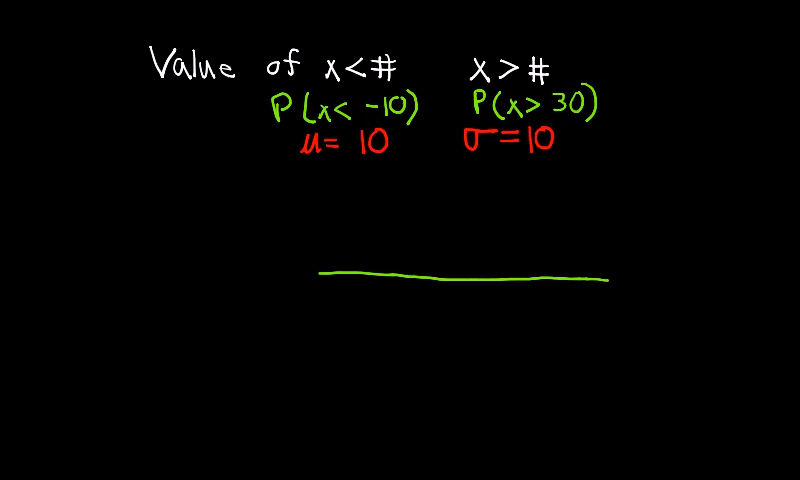 Value of x < # x > #
P(x < -10) P(x > 30)
μ = 10 σ = 10